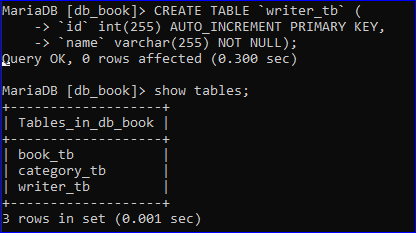 MariaDB [db_book]> CREATE TABLE `writer_tb` (
    -> `id` int(255) AUTO_INCREMENT PRIMARY KEY,
    -> `name` varchar(255) NOT NULL);
Query OK, 0 rows affected (0.300 sec)

MariaDB [db_book]> show tables;
+-------------------+
| Tables_in_db_book |
+-------------------+
| book_tb           |
| category_tb       |
| writer_tb         |
+-------------------+
3 rows in set (0.001 sec)